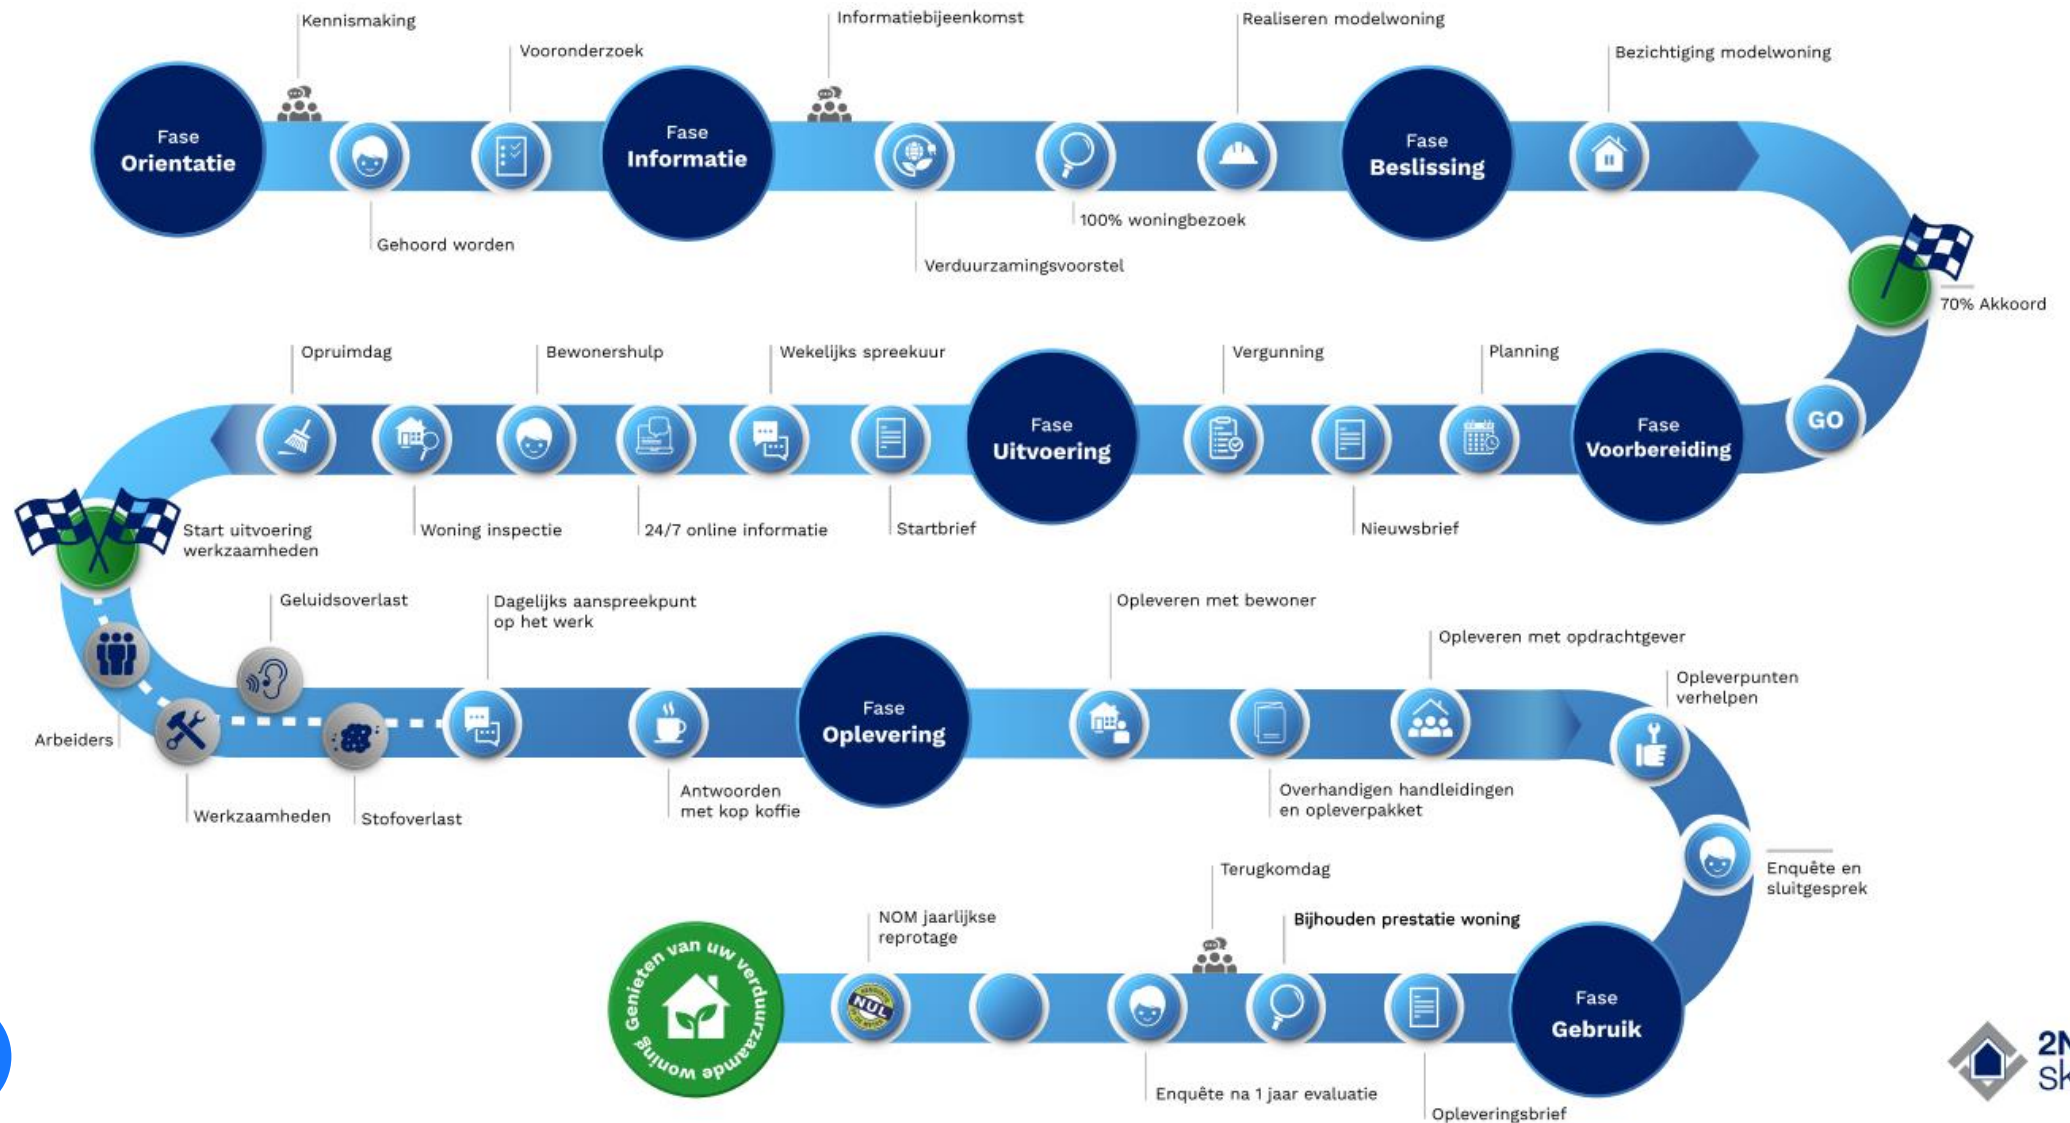 Kennismaking
Vooronderzoek
Informatiebijeenkomst
Realiseren modelwoning
Bezichtiging modelwoning
Fase
Orientatie
Fase
Informatie
Fase
Beslissing
Gehoord worden
100% woningbezoek
Verduurzamingsvoorstel
70% Akkoord
GO
Fase
Voorbereiding
Planning
Nieuwsbrief
Vergunning
Fase
Uitvoering
Startbrief
Wekelijks spreekuur
24/7 online informatie
Bewonershulp
Woning inspectie
Opruimdag
Start uitvoering
werkzaamheden
Arbeiders
Werkzaamheden
Geluidsoverlast
Stofoverlast
Dagelijks aanspreekpunt
op het werk
Antwoorden
met kop koffie
Fase
Oplevering
Opleveren met bewoner
Overhandigen handleidingen
en opleverpakket
Opleveren met opdrachtgever
Opleverpunten
verhelpen
Enquête en
sluitgesprek
Fase
Gebruik
Opleveringsbrief
Bijhouden prestatie woning
Terugkomdag
Enquête na 1 jaar evaluatie
NOM jaarlijkse
reprotage
NUL
Genieten van uw verduurzaamde woning